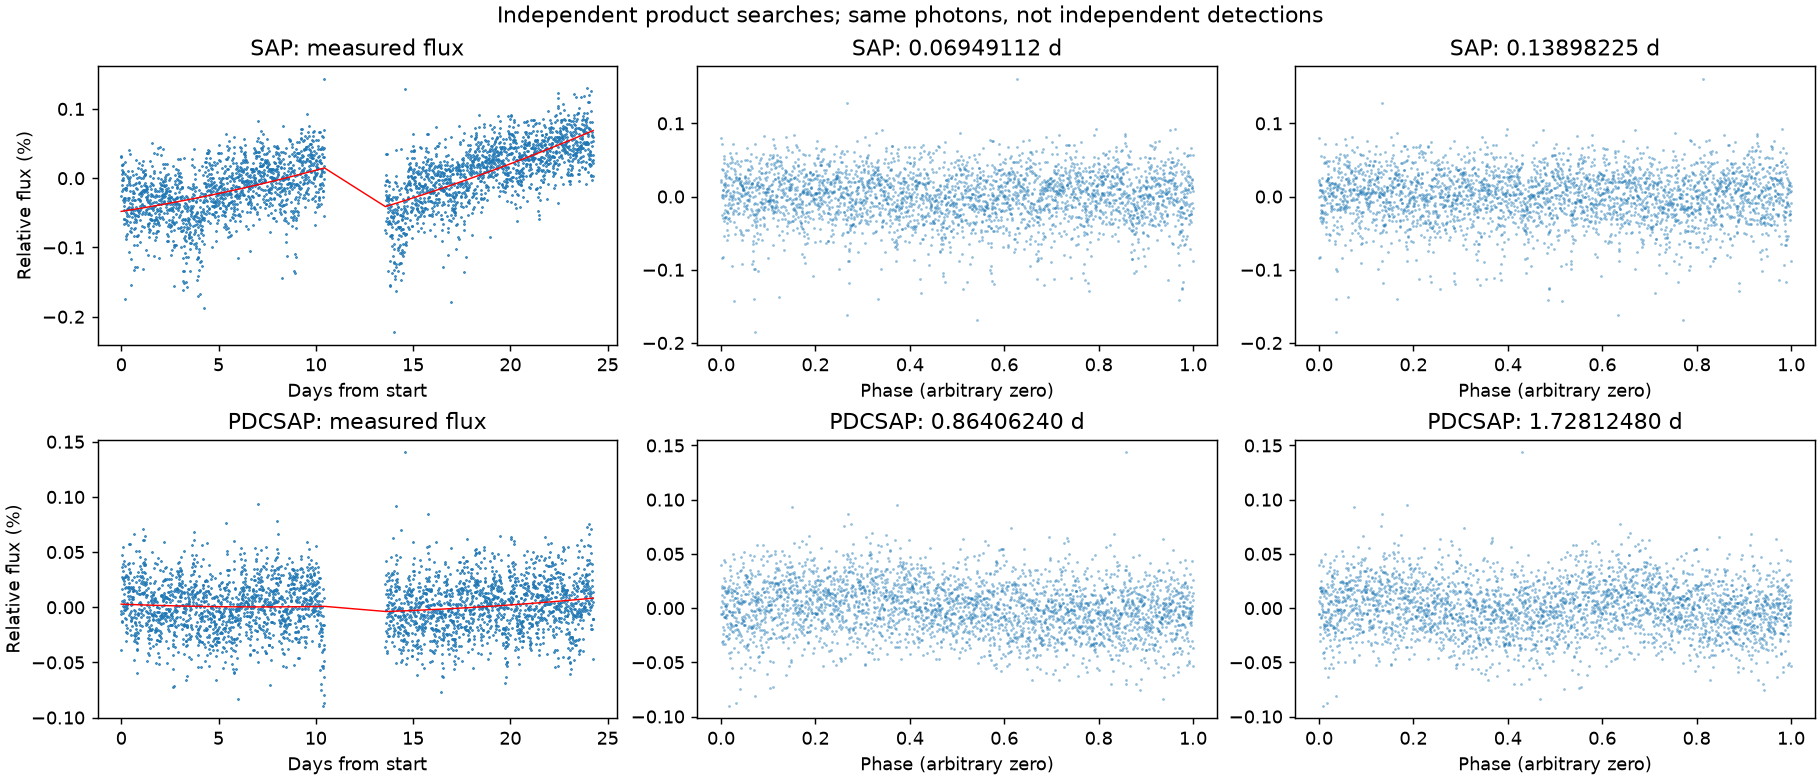 Independent product searches; same photons, not independent detections
SAP: measured flux
SAP: 0.06949112 d
SAP: 0.13898225 d
Relative flux (%)
0.1
0.0
−0.1
−0.2
0 5 10 15 20 25
Days from start
0.1
0.0
−0.1
−0.2
0.0 0.2 0.4 0.6 0.8 1.0
Phase (arbitrary zero)
0.1
0.0
−0.1
−0.2
0.0 0.2 0.4 0.6 0.8 1.0
Phase (arbitrary zero)
PDCSAP: measured flux
PDCSAP: 0.86406240 d
PDCSAP: 1.72812480 d
Relative flux (%)
0.15
0.10
0.05
0.00
−0.05
−0.10
0 5 10 15 20 25
Days from start
0.15
0.10
0.05
0.00
−0.05
−0.10
0.0 0.2 0.4 0.6 0.8 1.0
Phase (arbitrary zero)
0.15
0.10
0.05
0.00
−0.05
−0.10
0.0 0.2 0.4 0.6 0.8 1.0
Phase (arbitrary zero)